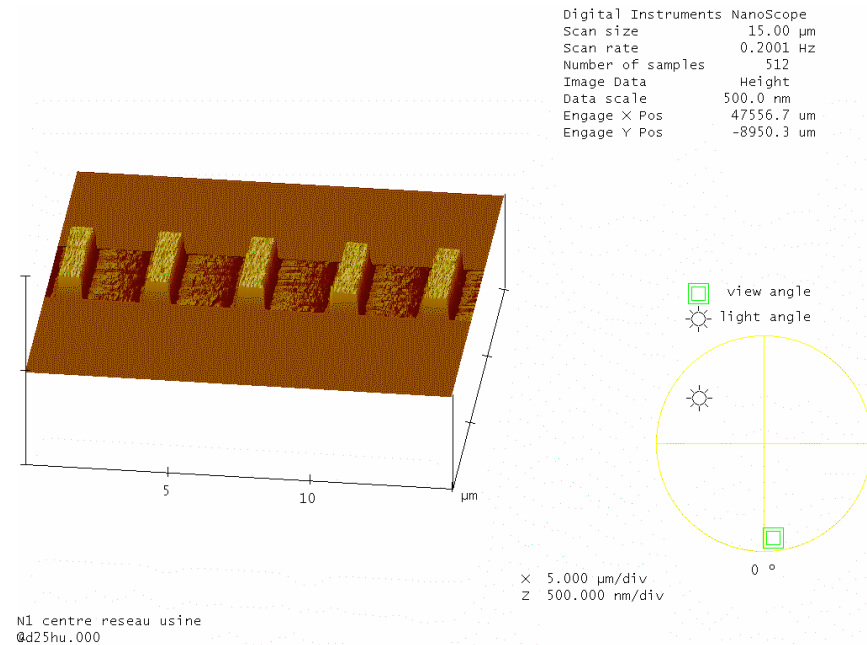 Digital Instruments NanoScope
Scan size 15.00 µm
Scan rate 0.2001 Hz
Number of samples 512
Image Data Height
Data scale 500.0 nm
Engage X Pos 47556.7 um
Engage Y Pos -8950.3 um
view angle
light angle
5
10
µm
0 °
X 5.000 µm/div
Z 500.000 nm/div
N1 centre reseau usine